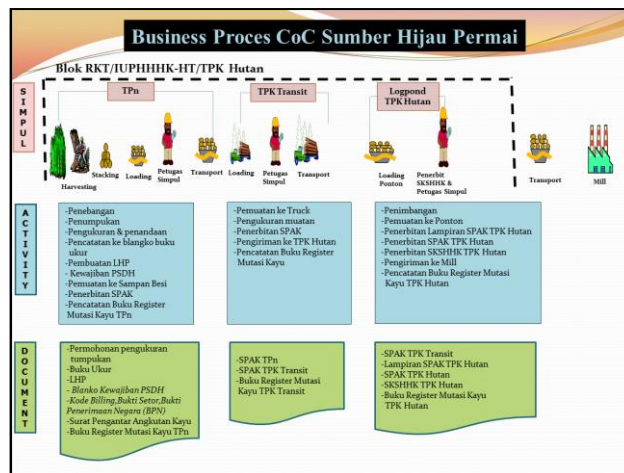 Business Proces CoC Sumber Hijau Permai
Blok RKT/IUPHHHK-HT/TPK Hutan
SIMPUL
TPn
TPK Transit
Logpond
TPK Hutan
Harvesting
Stacking
Loading
Petugas
Simpul
Transport
Loading
Petugas
Simpul
Transport
Loading
Ponton
Penerbit
SKSHHK &
Petugas Simpul
Transport
Mill
ACTIVITY
-Penebangan
-Penumpukan
-Pengukuran & penandaan
-Pencatatan ke blangko buku
ukur
-Pembuatan LHP
- Kewajiban PSDH
-Pemuatan ke Sampan Besi
-Penerbitan SPAK
-Pencatatan Buku Register
Mutasi Kayu TPn
-Pemuatan ke Truck
-Pengukuran muatan
-Penerbitan SPAK
-Pengiriman ke TPK Hutan
-Pencatatan Buku Register
Mutasi Kayu
-Penimbangan
-Pemuatan ke Ponton
-Penerbitan Lampiran SPAK TPK Hutan
-Penerbitan SPAK TPK Hutan
-Penerbitan SKSHHK TPK Hutan
-Pengiriman ke Mill
-Pencatatan Buku Register Mutasi
Kayu TPK Hutan
DOCUMENT
-Permohonan pengukuran
tumpukan
-Buku Ukur
-LHP
- Blanko Kewajiban PSDH
-Kode Billing,Bukti Setor,Bukti
Penerimaan Negara (BPN)
-Surat Pengantar Angkutan Kayu
-Buku Register Mutasi Kayu TPn
-SPAK TPn
-SPAK TPK Transit
-Buku Register Mutasi
Kayu TPK Transit
-SPAK TPK Transit
-Lampiran SPAK TPK Hutan
-SPAK TPK Hutan
-SKSHHK TPK Hutan
-Buku Register Mutasi Kayu
TPK Hutan